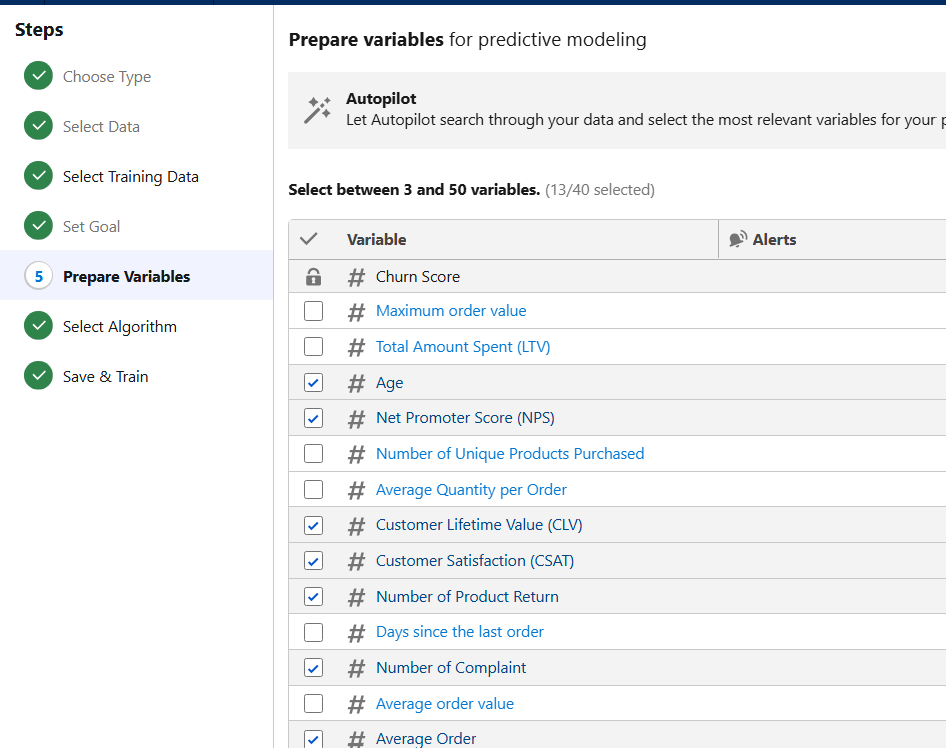 Steps
Choose Type
Select Data
Select Training Data
Set Goal
5 Prepare Variables
Select Algorithm
Save & Train
Prepare variables for predictive modeling
Autopilot
Let Autopilot search through your data and select the most relevant variables for your
Select between 3 and 50 variables. (13/40 selected)
Variable Alerts
# Churn Score
# Maximum order value
# Total Amount Spent (LTV)
# Age
# Net Promoter Score (NPS)
# Number of Unique Products Purchased
# Average Quantity per Order
# Customer Lifetime Value (CLV)
# Customer Satisfaction (CSAT)
# Number of Product Return
# Days since the last order
# Number of Complaint
# Average order value
# Average Order